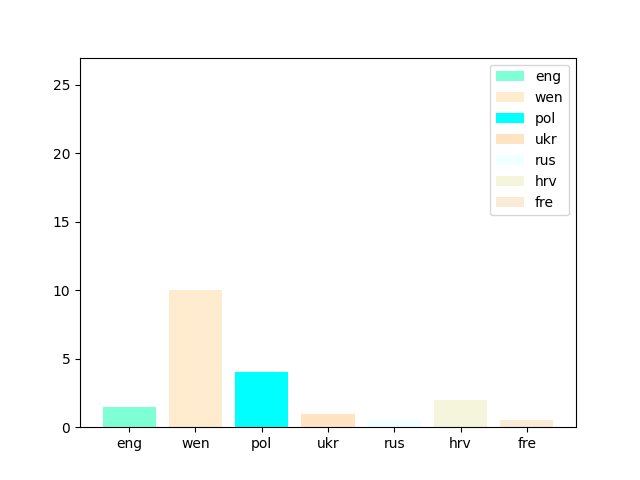 25
20
15
10
5
0
eng
wen
pol
ukr
rus
hrv
fre
eng wen pol ukr rus hrv fre